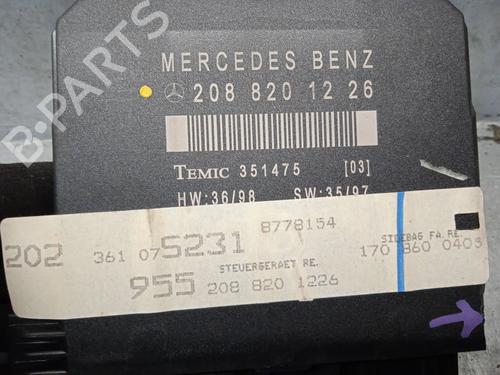 MERCEDES BENZ
208 820 12 26
TEMIC 351475 [03]
HW:36/98 SW:35/97
8778154
202 361 07 5231 SIDEBAG FA.RE.
STEUERGERAET RE. 170 860 0405
955 208 820 1226
B-PARTS